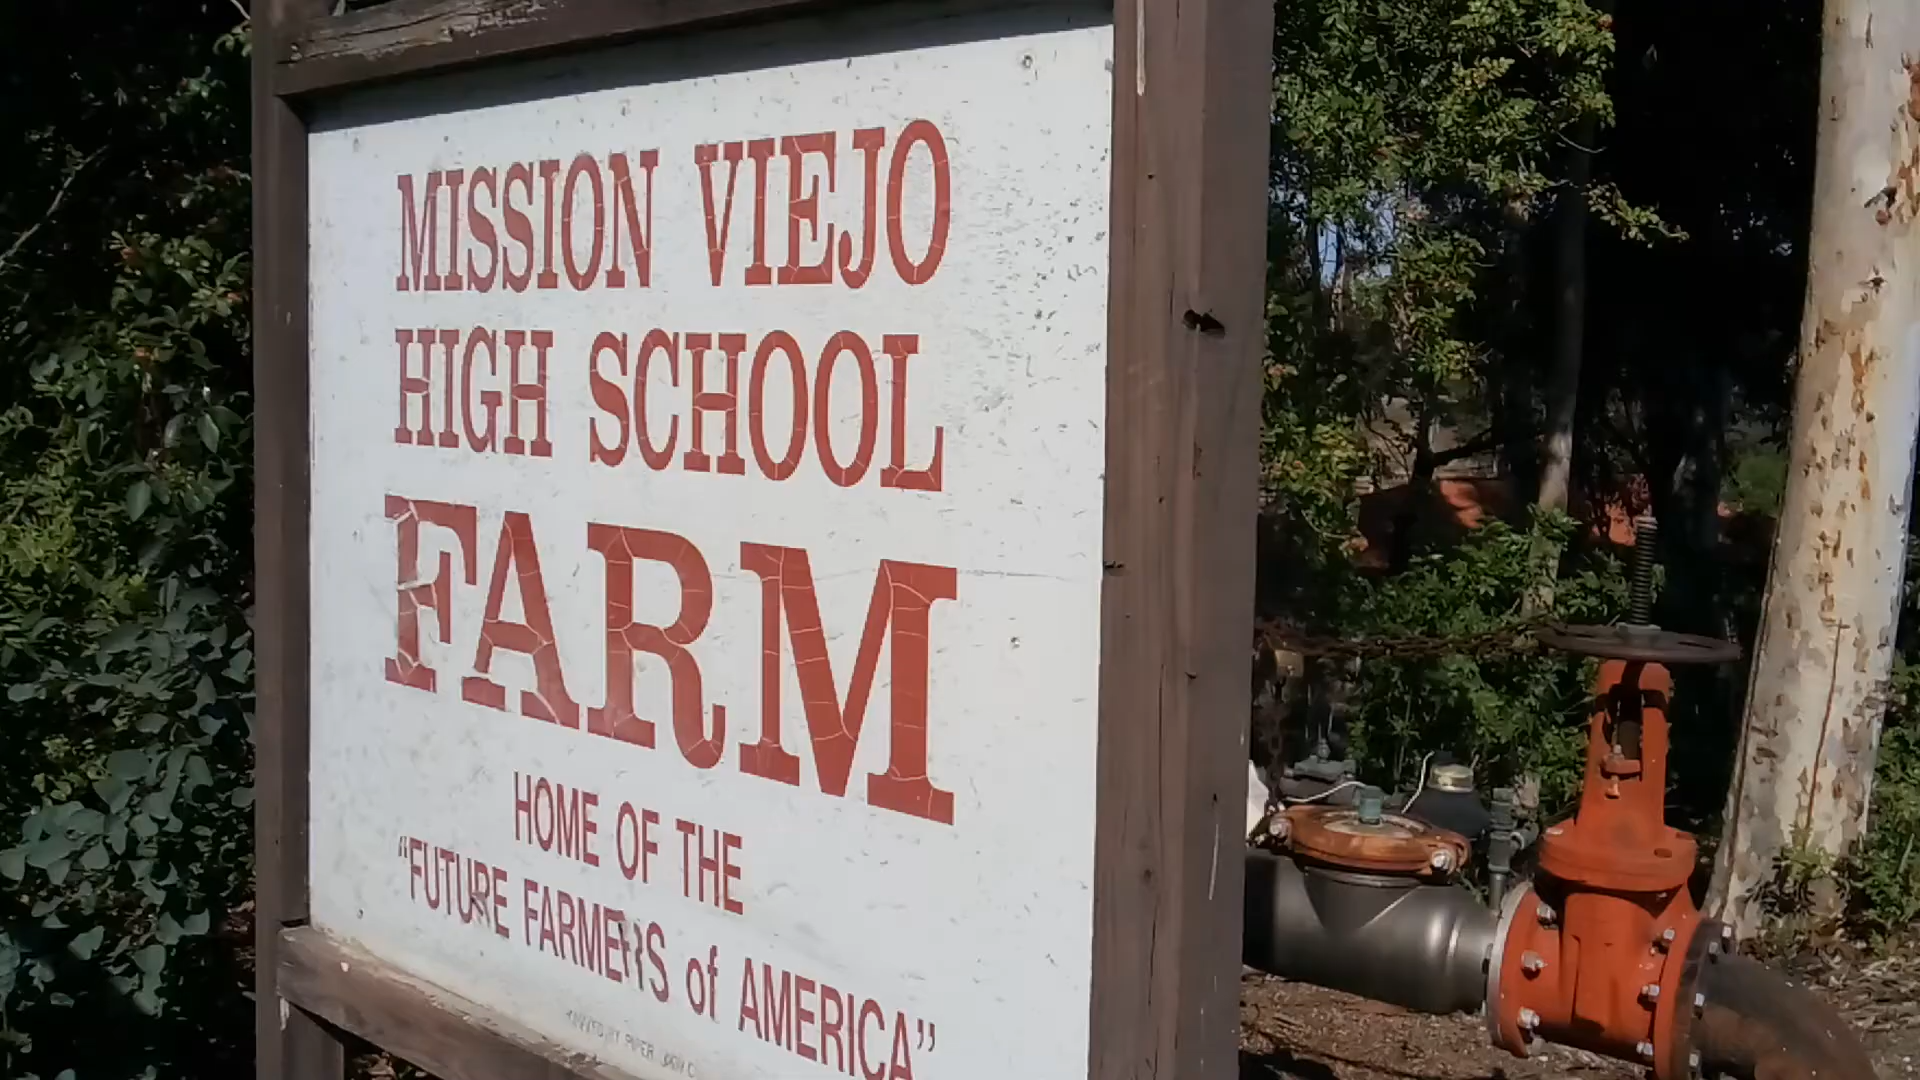 MISSION VIEJO
HIGH SCHOOL
FARM
HOME OF THE
“FUTURE FARMERS of AMERICA”